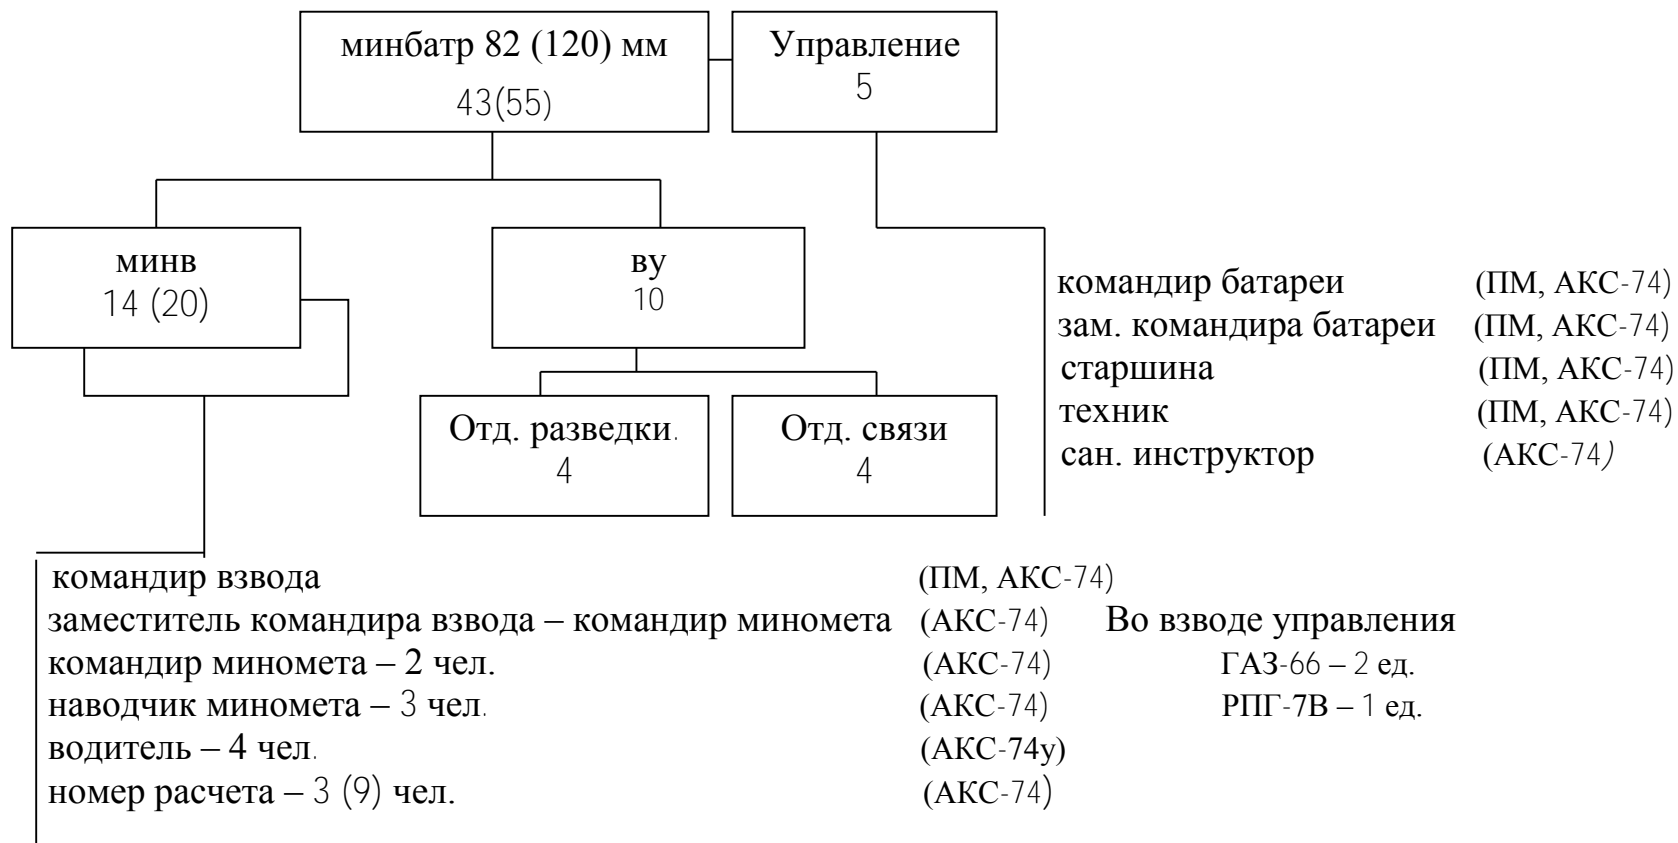 минбатр 82 (120) мм
43(55)
Управление
5
минв
14 (20)
ву
10
Отд. разведки.
4
Отд. связи
4
командир батареи (ПМ, АКС-74)
зам. командира батареи (ПМ, АКС-74)
старшина (ПМ, АКС-74)
техник (ПМ, АКС-74)
сан. инструктор (АКС-74)
командир взвода (ПМ, АКС-74)
заместитель командира взвода – командир миномета (АКС-74)
командир миномета – 2 чел. (АКС-74)
наводчик миномета – 3 чел. (АКС-74)
водитель – 4 чел. (АКС-74у)
номер расчета – 3 (9) чел. (АКС-74)
Во взводе управления
ГАЗ-66 – 2 ед.
РПГ-7В – 1 ед.